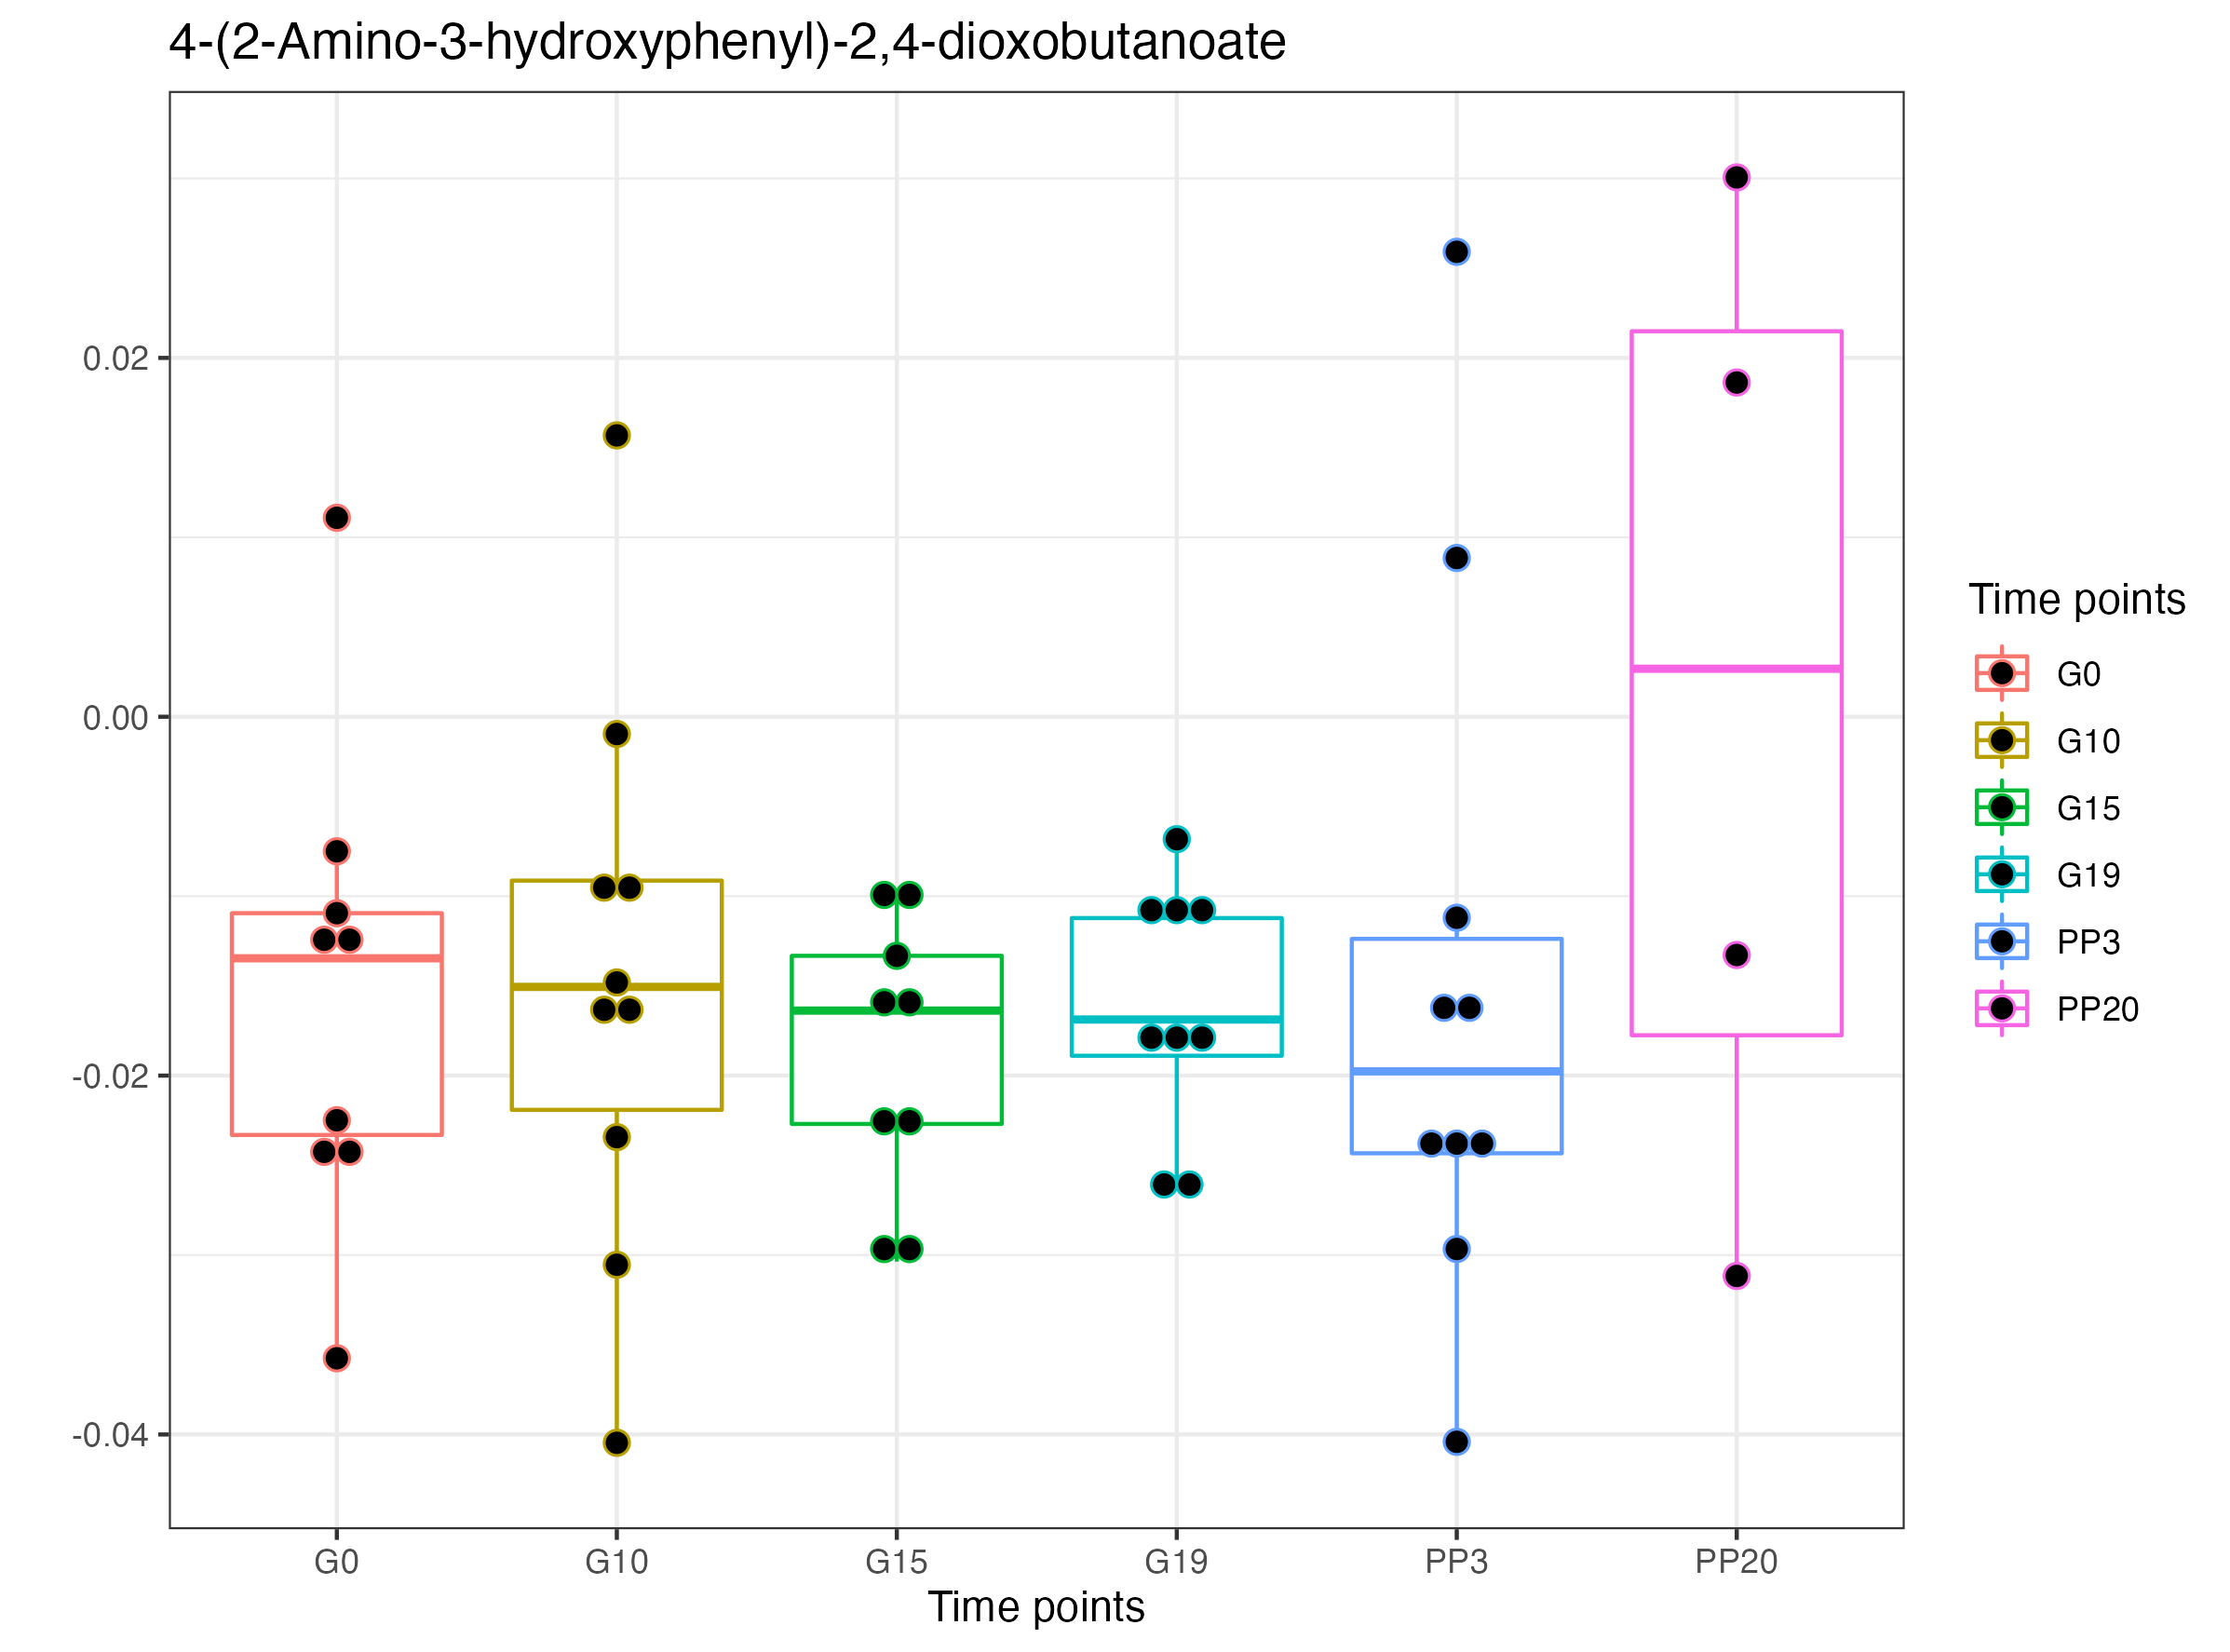 4-(2-Amino-3-hydroxyphenyl)-2,4-dioxobutanoate
0.02
0.00
-0.02
-0.04
G0 G10 G15 G19 PP3 PP20
Time points
Time points
G0
G10
G15
G19
PP3
PP20